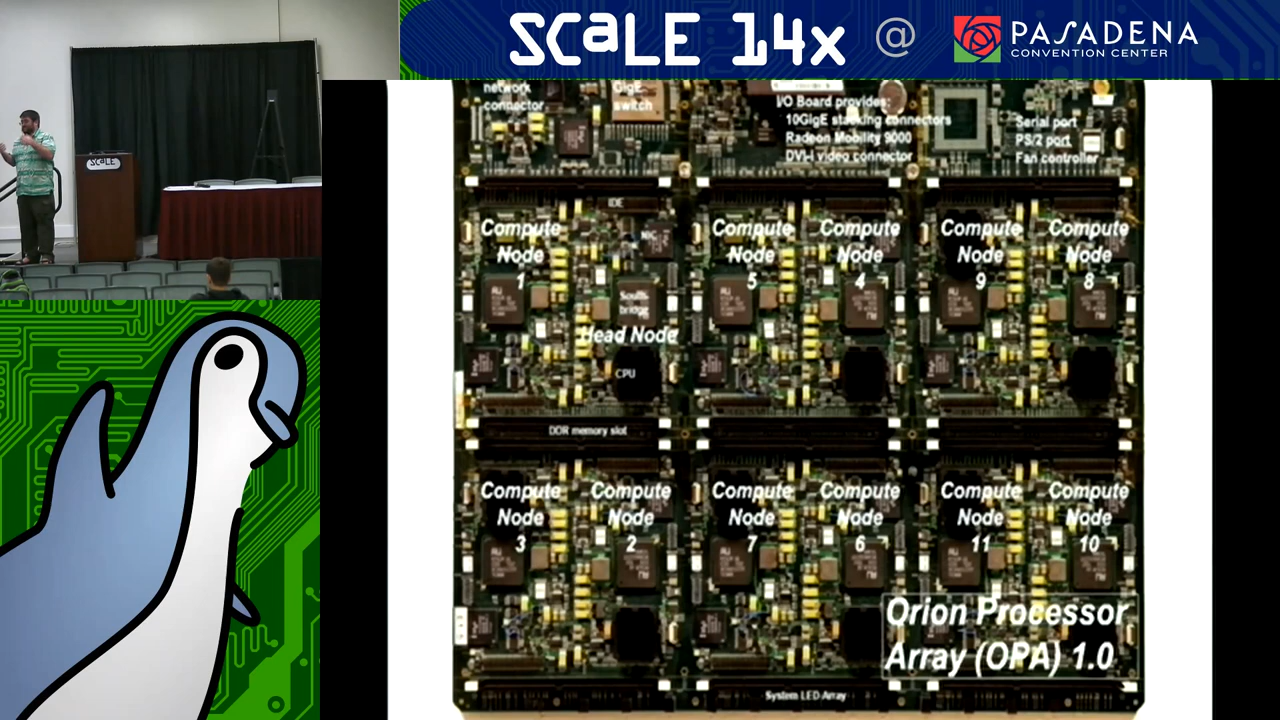 SCALE 14x @ PASADENA
CONVENTION CENTER
SCALE
network
connector
GigE
switch
I/O Board provides:
10GigE stacking connectors
Radeon Mobility 9000
DVI-I video connector
Serial port
PS/2 port
Fan controller
IDE
NIC
Compute
Node
1
Compute
Node
5
Compute
Node
4
Compute
Node
9
Compute
Node
8
South
bridge
Head Node
CPU
DDR memory slot
Compute
Node
3
Compute
Node
2
Compute
Node
7
Compute
Node
6
Compute
Node
11
Compute
Node
10
Orion Processor
Array (OPA) 1.0
System LED Array